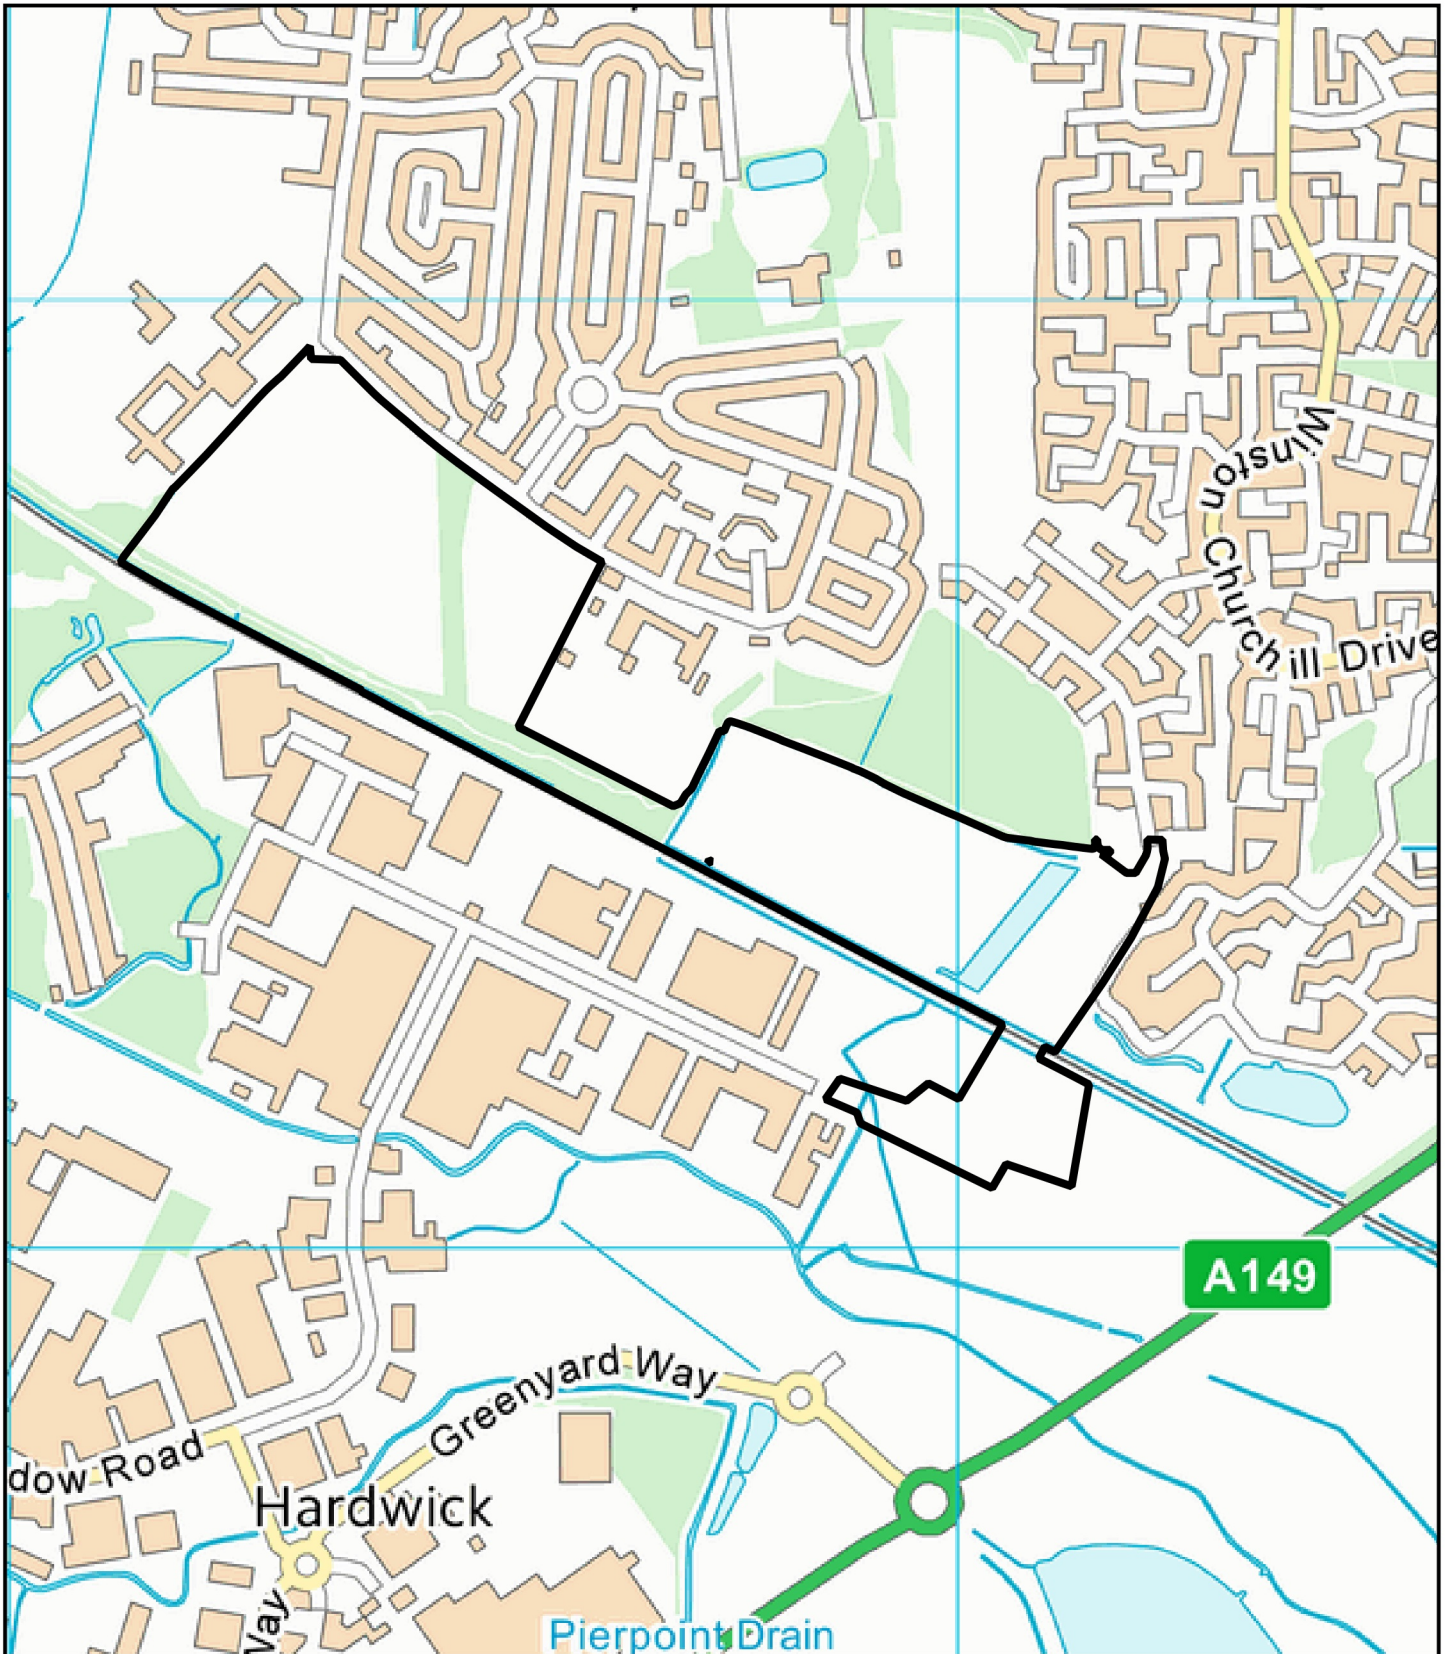 Winston Churchill Drive
A149
Greenyard Way
dow Road
Hardwick
Way
Pierpoint Drain